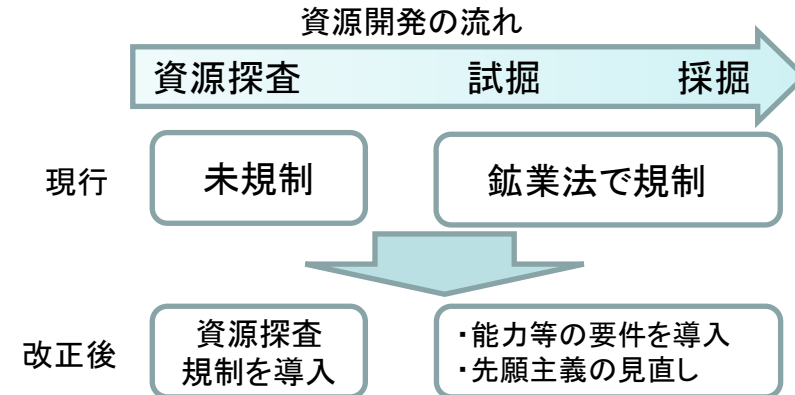 資源開発の流れ
資源探査 試掘 採掘
現行 未規制 鉱業法で規制
改正後
資源探査
規制を導入
・能力等の要件を導入
・先願主義の見直し